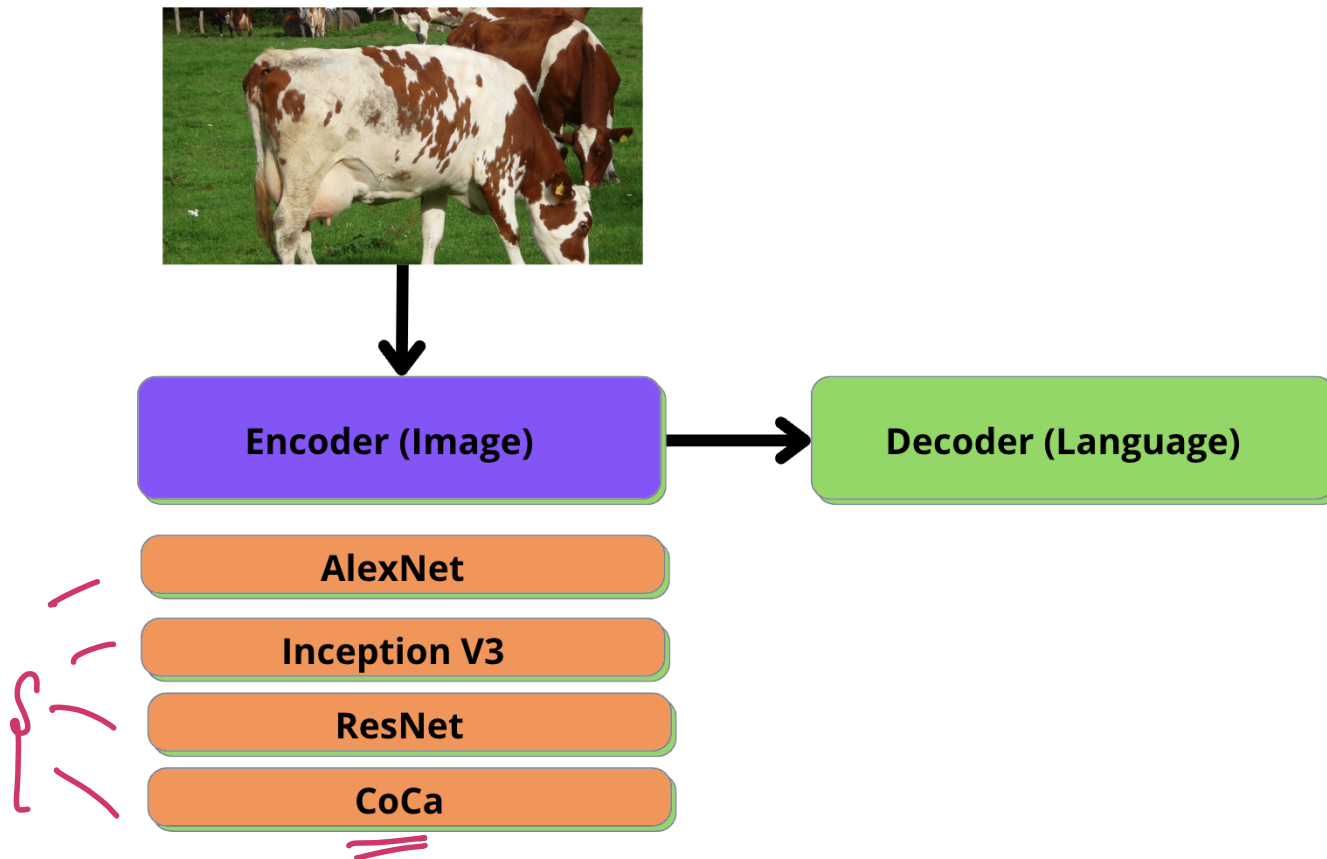 Encoder (Image)
Decoder (Language)
AlexNet
Inception V3
ResNet
CoCa